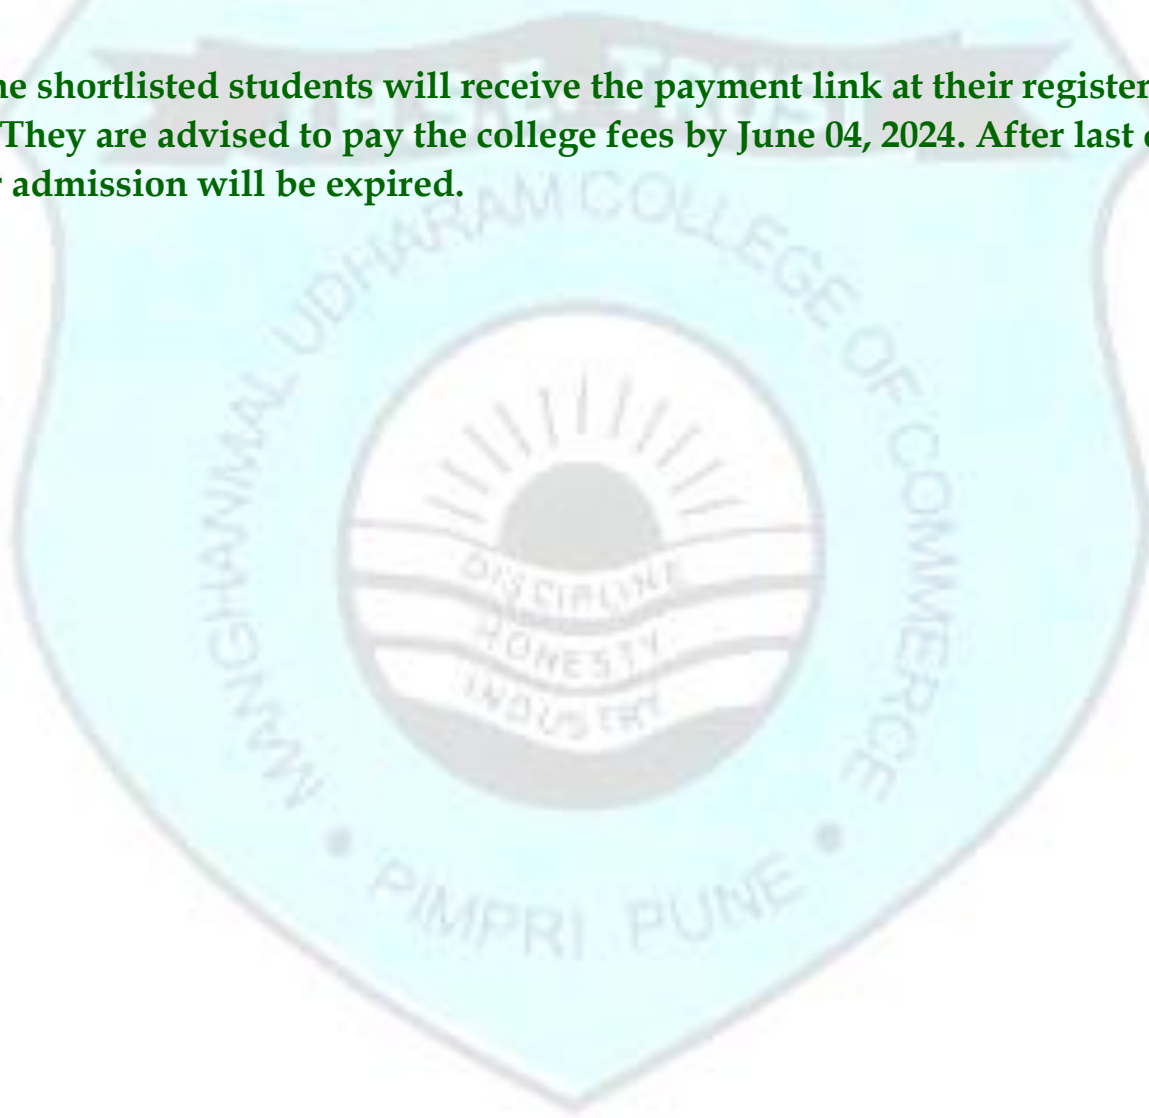 he shortlisted students will receive the payment link at their register
They are advised to pay the college fees by June 04, 2024. After last
r admission will be expired.
MANGHANMAL UDHARAM COLLEGE OF COMMERCE
DISCIPLINE
HONESTY
INDUSTRY
• PIMPRI PUNE •